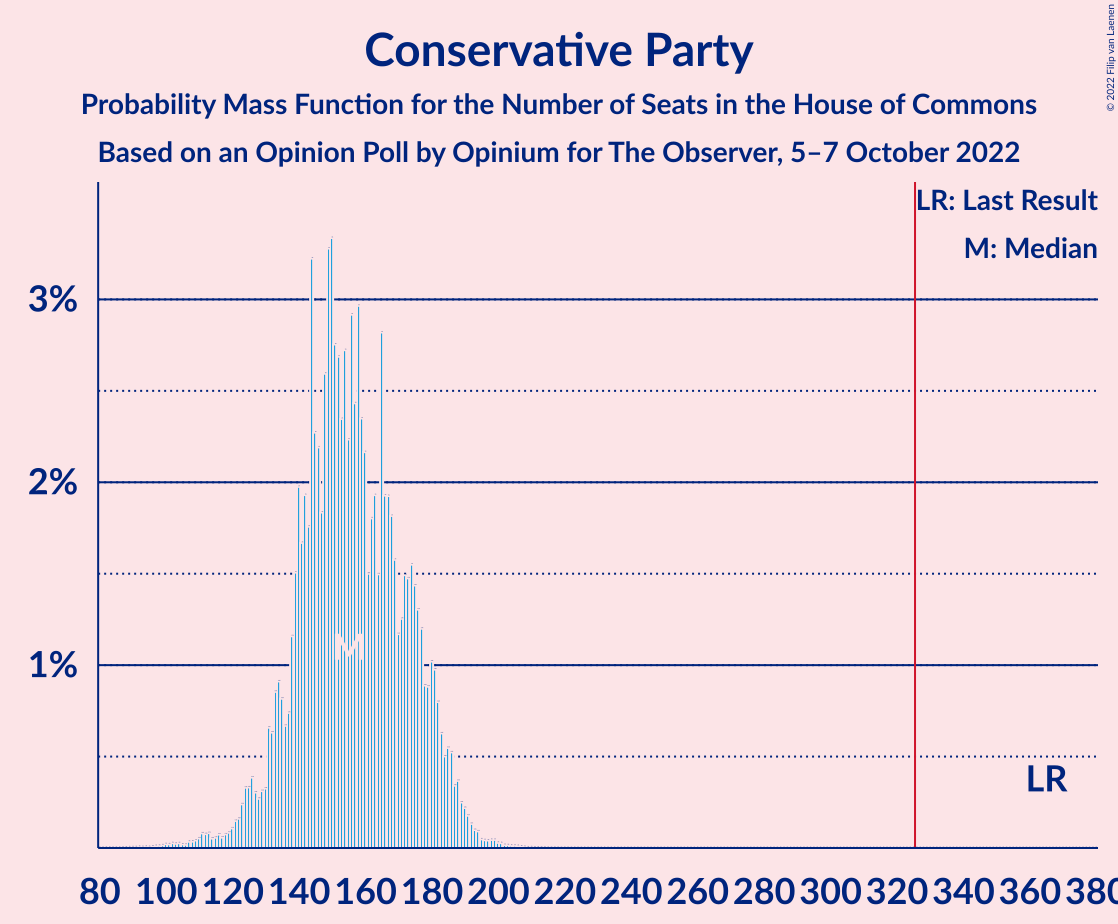 Conservative Party
Probability Mass Function for the Number of Seats in the House of Commons
Based on an Opinion Poll by Opinium for The Observer, 5–7 October 2022
© 2022 Filip van Laenen
LR: Last Result
M: Median
3%
2%
1%
M
LR
80 100 120 140 160 180 200 220 240 260 280 300 320 340 360 380